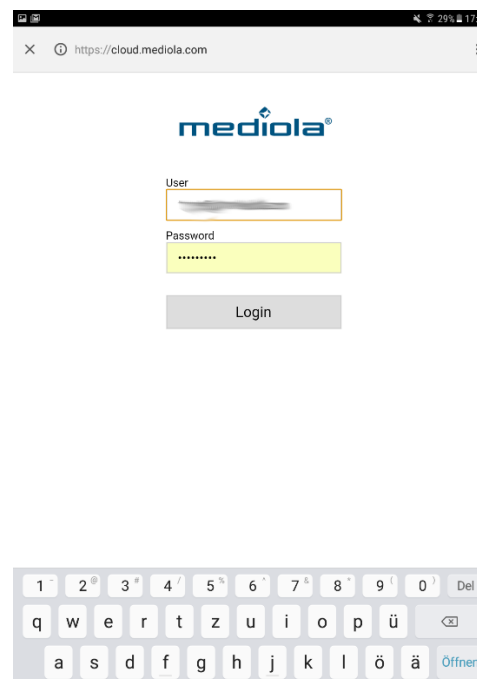 29% 17:
https://cloud.mediola.com
mediola®
User
Password
•••••••••
Login
1 - 2 @ 3 # 4 / 5 % 6 ^ 7 & 8 * 9 ( 0 ) Del
q w e r t z u i o p ü
a s d f g h j k l ö ä Öffnen